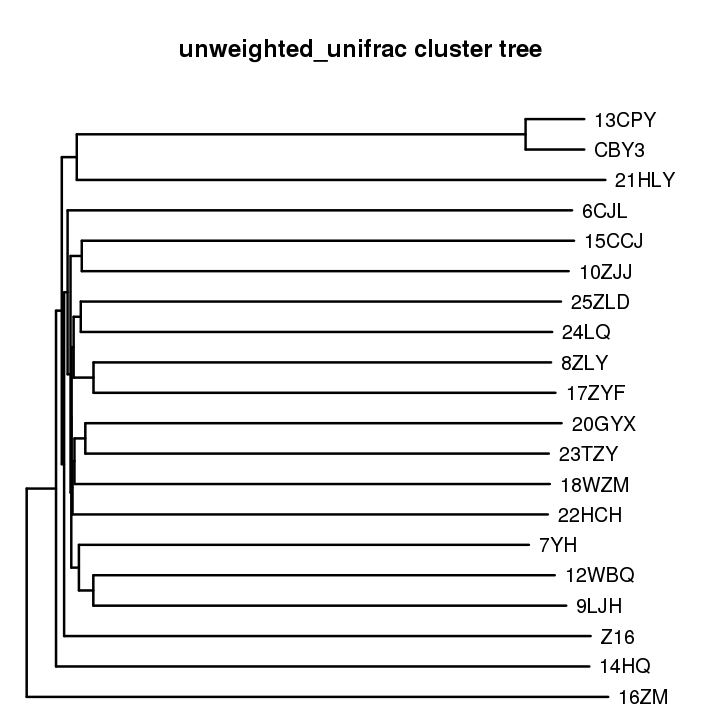 unweighted_unifrac cluster tree
13CPY
CBY3
21HLY
6CJL
15CCJ
10ZJJ
25ZLD
24LQ
8ZLY
17ZYF
20GYX
23TZY
18WZM
22HCH
7YH
12WBQ
9LJH
Z16
14HQ
16ZM